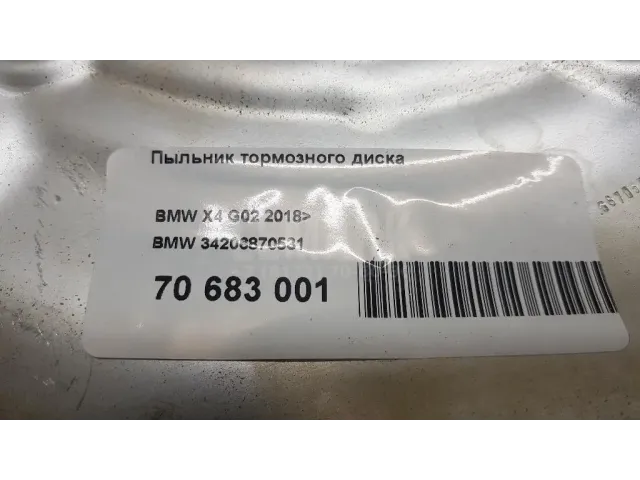 Пыльник тормозного диска
BMW X4 G02 2018>
BMW 34206870531
70 683 001